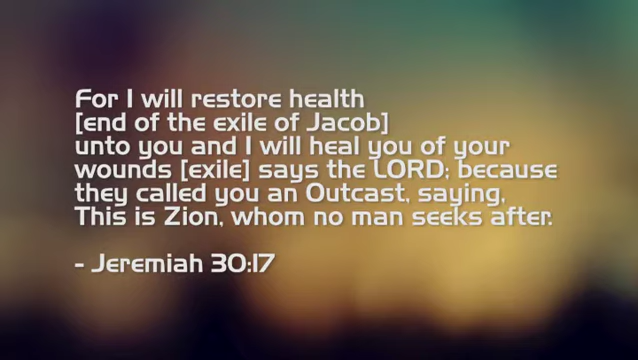 For I will restore health
[end of the exile of Jacob]
unto you and I will heal you of your
wounds [exile] says the LORD; because
they called you an Outcast, saying,
This is Zion, whom no man seeks after.
- Jeremiah 30:17